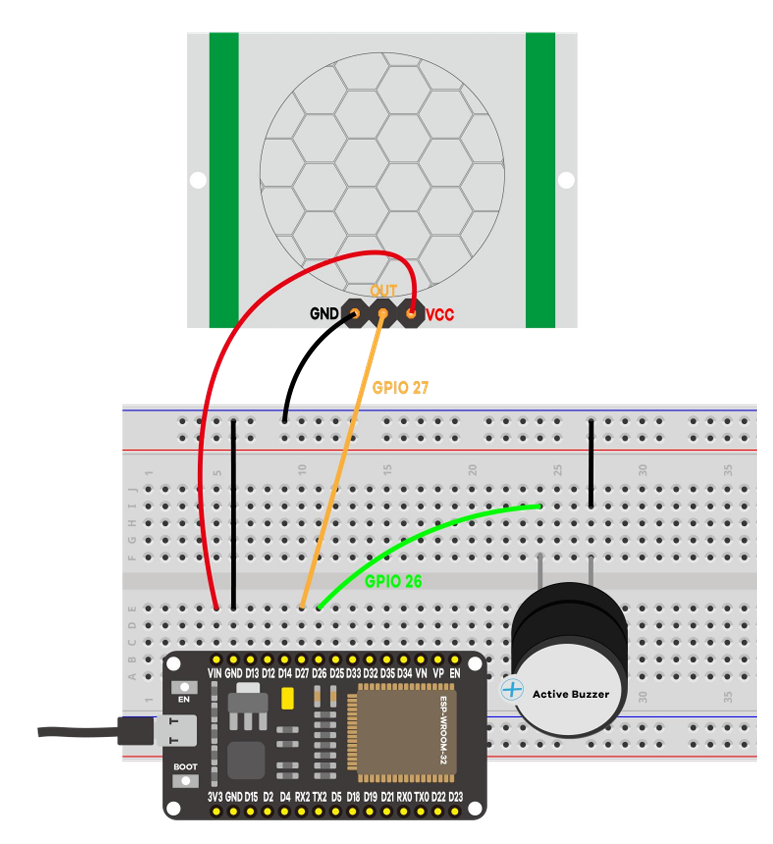 OUT
GND
VCC
GPIO 27
1 5 10 15 20 25 30 35
J
I
H
G
F
GPIO 26
E
D
C
B
A
VIN GND D13 D12 D14 D27 D26 D25 D33 D32 D35 D34 VN VP EN
1 30 35
EN
ESP-WROOM-32
Active Buzzer
BOOT
3V3 GND D15 D2 D4 RX2 TX2 D5 D18 D19 D21 RX0 TX0 D22 D23